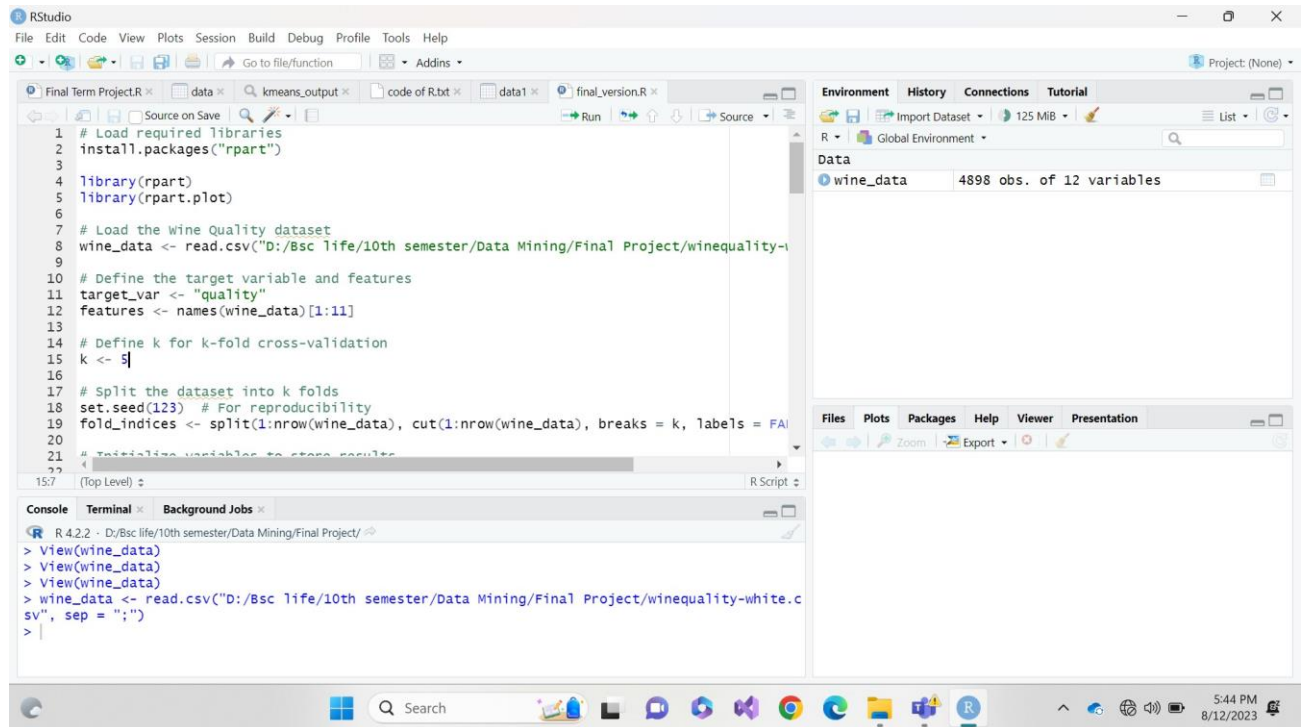 RStudio
File Edit Code View Plots Session Build Debug Profile Tools Help
Go to file/function Addins Project: (None)
Final Term Project.R data kmeans_output code of R.txt data1 final_version.R
Source on Save Run Source
1 # Load required libraries
2 install.packages("rpart")
3
4 library(rpart)
5 library(rpart.plot)
6
7 # Load the Wine Quality dataset
8 wine_data <- read.csv("D:/Bsc life/10th semester/Data Mining/Final Project/winequality-w
9
10 # Define the target variable and features
11 target_var <- "quality"
12 features <- names(wine_data)[1:11]
13
14 # Define k for k-fold cross-validation
15 k <- 5
16
17 # Split the dataset into k folds
18 set.seed(123) # For reproducibility
19 fold_indices <- split(1:nrow(wine_data), cut(1:nrow(wine_data), breaks = k, labels = FA
20
21 # Initialize variables to store results
22
15:7 (Top Level) R Script
Console Terminal Background Jobs
R 4.2.2 · D:/Bsc life/10th semester/Data Mining/Final Project/
> View(wine_data)
> View(wine_data)
> View(wine_data)
> wine_data <- read.csv("D:/Bsc life/10th semester/Data Mining/Final Project/winequality-white.c
sv", sep = ";")
>
Environment History Connections Tutorial
Import Dataset 125 MiB List
R Global Environment
Data
wine_data 4898 obs. of 12 variables
Files Plots Packages Help Viewer Presentation
Zoom Export
Search
5:44 PM
8/12/2023